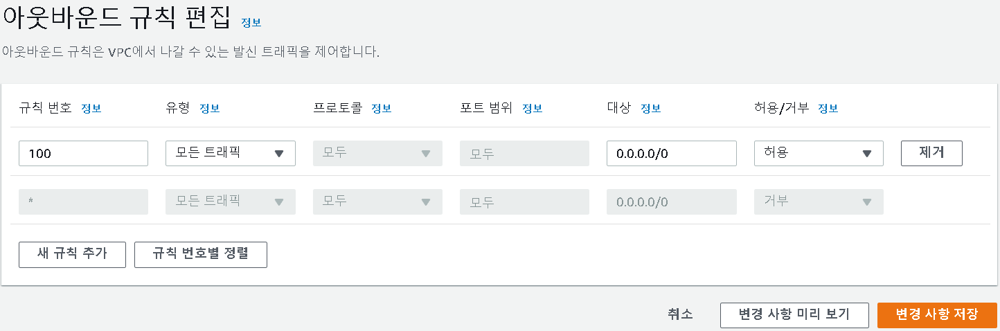 아웃바운드 규칙 편집 정보
아웃바운드 규칙은 VPC에서 나갈 수 있는 발신 트래픽을 제어합니다.
규칙 번호 정보 유형 정보 프로토콜 정보 포트 범위 정보 대상 정보 허용/거부 정보
100 모든 트래픽 모두 모두 0.0.0.0/0 허용 제거
* 모든 트래픽 모두 모두 0.0.0.0/0 거부
새 규칙 추가 규칙 번호별 정렬
취소 변경 사항 미리 보기 변경 사항 저장